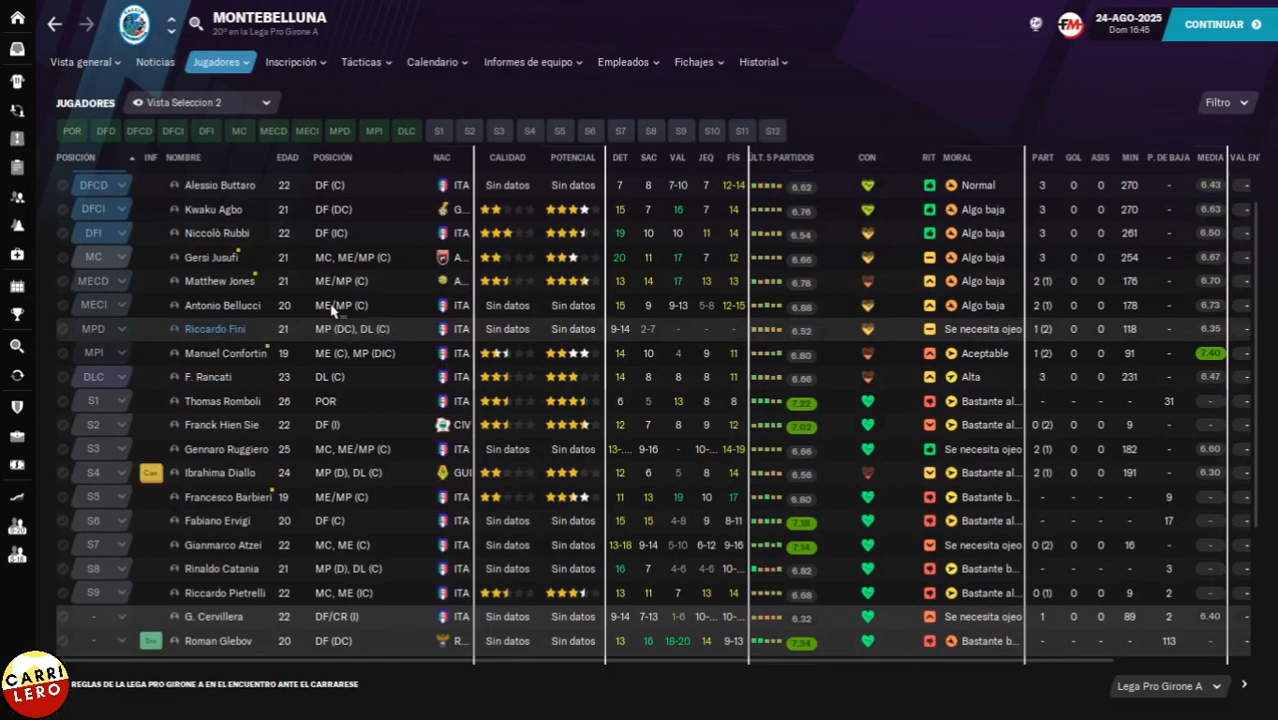 MONTEBELLUNA
20º en la Lega Pro Girone A
FM
24-AGO-2025
Dom 16:45
CONTINUAR
Vista general Noticias Jugadores Inscripción Tácticas Calendario Informes de equipo Empleados Fichajes Historial
JUGADORES Vista Seleccion 2 Filtro
POR DFD DFCD DFCI DFI MC MECD MECI MPD MPI DLC S1 S2 S3 S4 S5 S6 S7 S8 S9 S10 S11 S12
POSICIÓN INF NOMBRE EDAD POSICIÓN NAC CALIDAD POTENCIAL DET SAC VAL JEQ FÍS ÚLT. 5 PARTIDOS CON RIT MORAL PART GOL ASIS MIN P. DE BAJA MEDIA VAL EN
DFCD Alessio Buttaro 22 DF (C) ITA Sin datos Sin datos 7 8 7-10 7 12-14 6.62 Normal 3 0 0 270 - 6.43 -
DFCI Kwaku Agbo 21 DF (DC) G... 15 7 16 7 14 6.76 Algo baja 3 0 0 270 - 6.63 -
DFI Niccolò Rubbi 22 DF (IC) ITA 19 10 10 11 14 6.54 Algo baja 3 0 0 261 - 6.50 -
MC Gersi Jusufi 21 MC, ME/MP (C) A... 20 11 17 7 12 6.66 Algo baja 3 0 0 254 - 6.67 -
MECD Matthew Jones 21 ME/MP (C) A... 13 14 17 13 13 6.78 Algo baja 2 (1) 0 0 176 - 6.70 -
MECI Antonio Bellucci 20 ME/MP (C) ITA Sin datos Sin datos 15 9 9-13 5-8 12-15 6.88 Algo baja 2 (1) 0 0 178 - 6.73 -
MPD Riccardo Fini 21 MP (DC), DL (C) ITA Sin datos Sin datos 9-14 2-7 - - - 6.52 Se necesita ojeo 1 (2) 0 0 118 - 6.35 -
MPI Manuel Confortin 19 ME (C), MP (DIC) ITA 14 10 4 9 11 6.80 Aceptable 1 (2) 0 0 91 - 7.40 -
DLC F. Rancati 23 DL (C) ITA 14 8 8 8 11 6.66 Alta 3 0 0 231 - 6.47 -
S1 Thomas Romboli 26 POR ITA 6 5 13 8 8 7.22 Bastante al... - - - - 31 - -
S2 Franck Hien Sie 22 DF (I) CIV 12 7 8 9 12 7.02 Bastante al... 0 (2) 0 0 9 - - -
S3 Gennaro Ruggiero 25 MC, ME/MP (C) ITA Sin datos Sin datos 13-... 9-16 - 10-... 14-19 6.66 Se necesita ojeo 2 (1) 0 0 182 - 6.60 -
S4 Can Ibrahima Diallo 24 MP (D), DL (C) GUI 12 6 5 8 14 6.56 Bastante al... 2 (1) 0 0 191 - 6.30 -
S5 Francesco Barbieri 19 ME/MP (C) ITA 11 13 19 10 17 6.80 Bastante b... - - - - 9 - -
S6 Fabiano Ervigi 20 DF (C) ITA Sin datos Sin datos 15 15 4-8 9 8-11 7.18 Bastante al... - - - - 17 - -
S7 Gianmarco Atzei 22 MC, ME (C) ITA Sin datos Sin datos 13-18 9-14 5-10 6-12 9-16 7.14 Se necesita ojeo 0 (2) 0 0 16 - - -
S8 Rinaldo Catania 21 MP (D), DL (C) ITA Sin datos Sin datos 16 7 4-6 4-6 10-... 6.82 Bastante b... - - - - 3 - -
S9 Riccardo Pietrelli 22 MC, ME (IC) ITA 13 11 7 13 14 6.68 Bastante al... 0 (1) 0 0 9 2 - -
- G. Cervillera 22 DF/CR (I) ITA Sin datos Sin datos 9-14 7-13 1-6 10-... 10-... 6.32 Se necesita ojeo 1 0 0 89 2 6.40 -
- Tra Roman Glebov 20 DF (DC) R... Sin datos Sin datos 13 16 18-20 14 9-13 7.24 Bastante b... - - - - 113 - -
CARRI
LERO
REGLAS DE LA LEGA PRO GIRONE A EN EL ENCUENTRO ANTE EL CARRARESE
Lega Pro Girone A